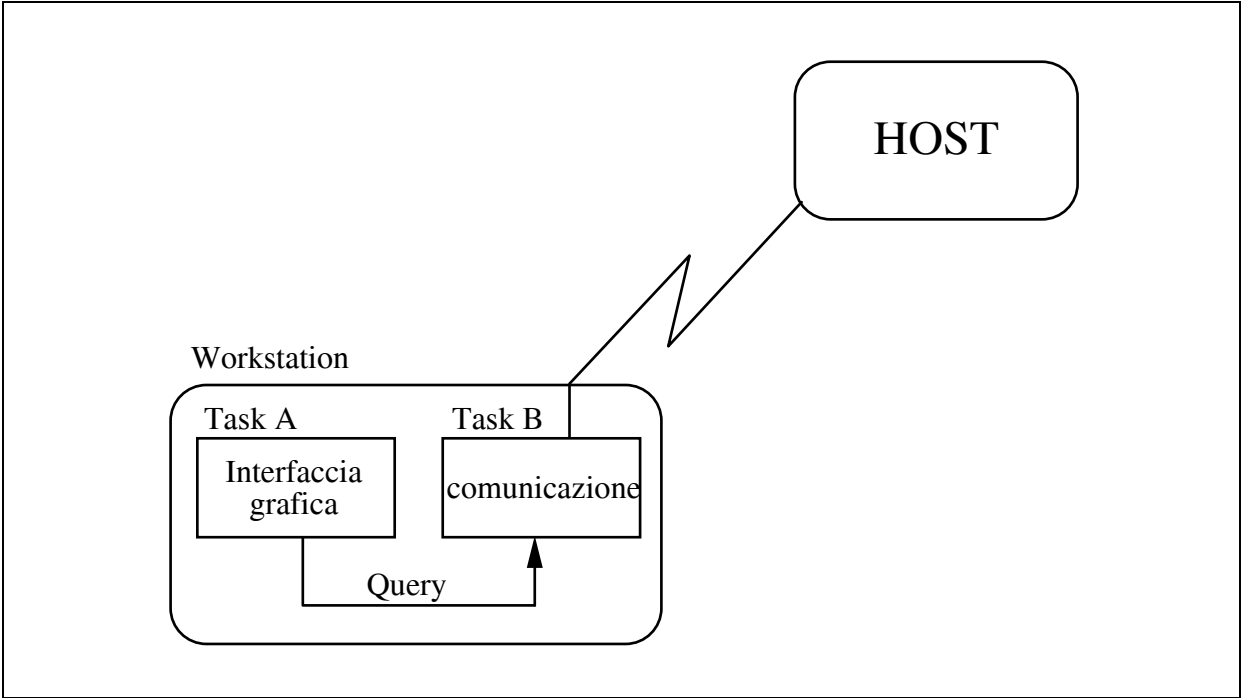 HOST
Workstation
Task A
Task B
Interfaccia
grafica
comunicazione
Query